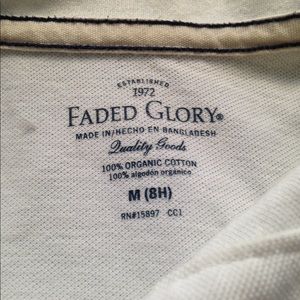 ESTABLISHED
1972
FADED GLORY®
MADE IN/HECHO EN BANGLADESH
Quality Goods
100% ORGANIC COTTON
100% algodón orgánico
M (8H)
RN#15897 CC1